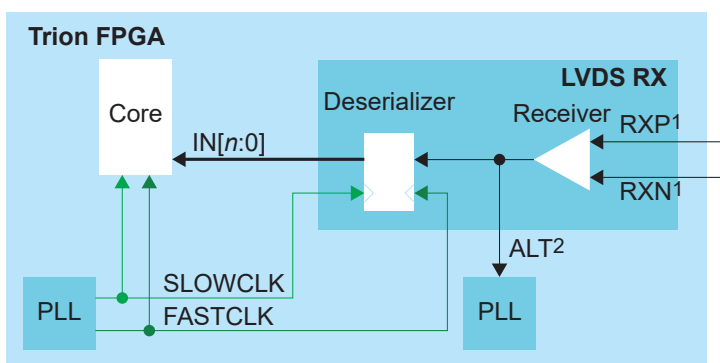 Trion FPGA
LVDS RX
Deserializer
Core
Receiver
RXP1
IN[n:0]
RXN1
ALT2
SLOWCLK
PLL
FASTCLK
PLL